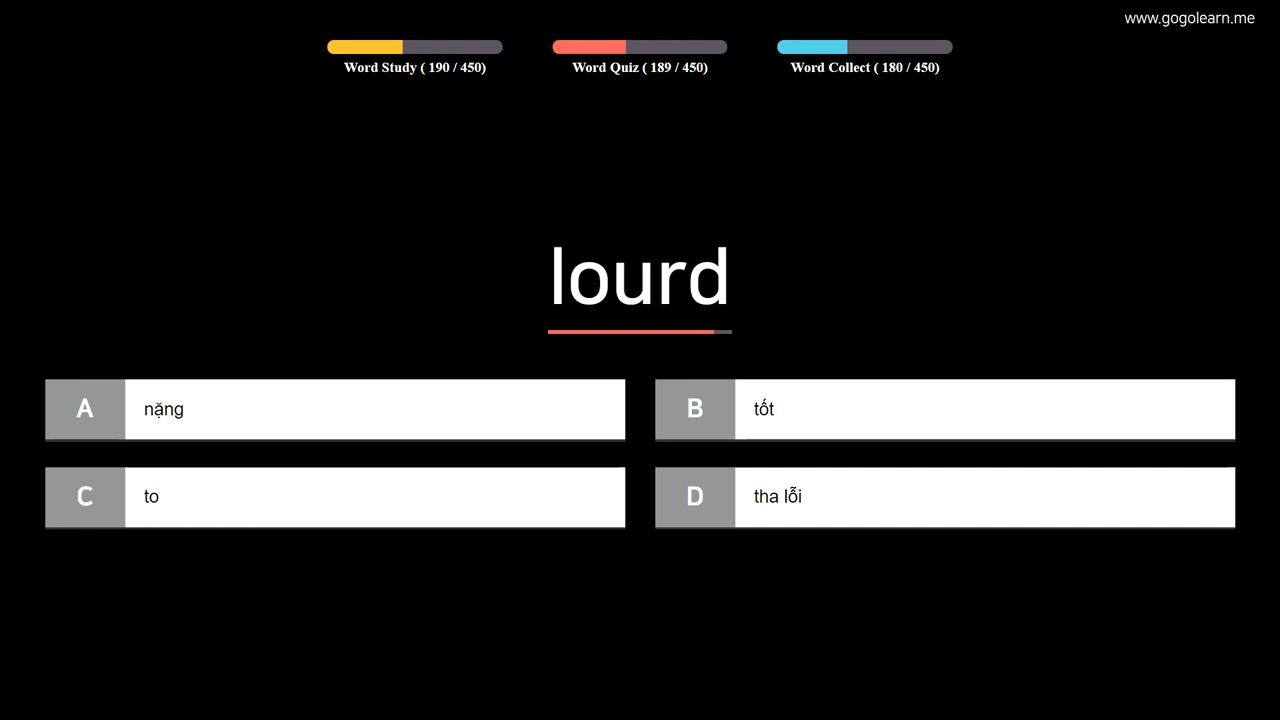 www.gogolearn.me
Word Study ( 190 / 450)
Word Quiz ( 189 / 450)
Word Collect ( 180 / 450)
lourd
A nặng
B tốt
C to
D tha lỗi